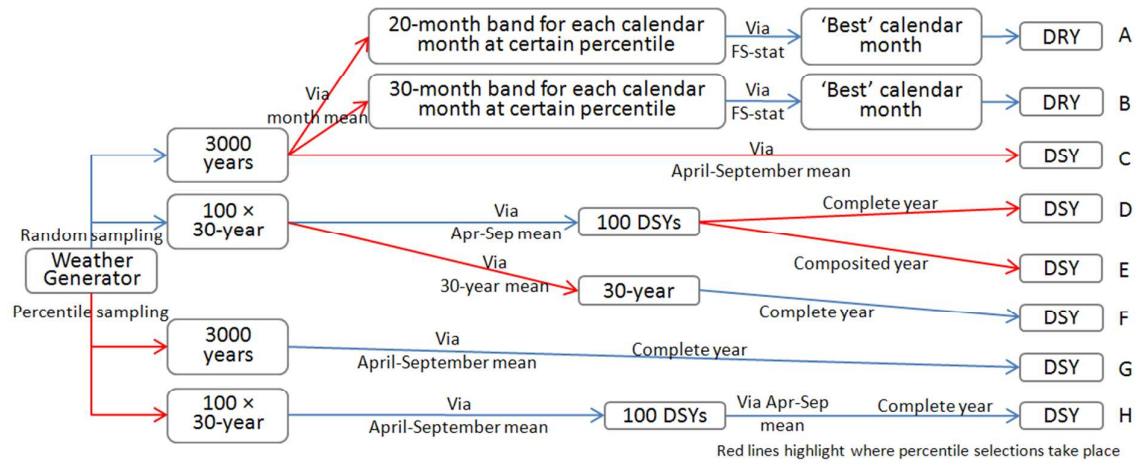 20-month band for each calendar
month at certain percentile
Via
FS-stat
‘Best’ calendar
month
DRY
A
Via
month mean
30-month band for each calendar
month at certain percentile
Via
FS-stat
‘Best’ calendar
month
DRY
B
3000
years
Via
April-September mean
DSY
C
100 ×
30-year
Via
Apr-Sep mean
100 DSYs
Complete year
DSY
D
Random sampling
Weather
Generator
Percentile sampling
Via
30-year mean
30-year
Composited year
DSY
E
Complete year
DSY
F
3000
years
Via
April-September mean
Complete year
DSY
G
100 ×
30-year
Via
April-September mean
100 DSYs
Via Apr-Sep
mean
Complete year
DSY
H
Red lines highlight where percentile selections take place